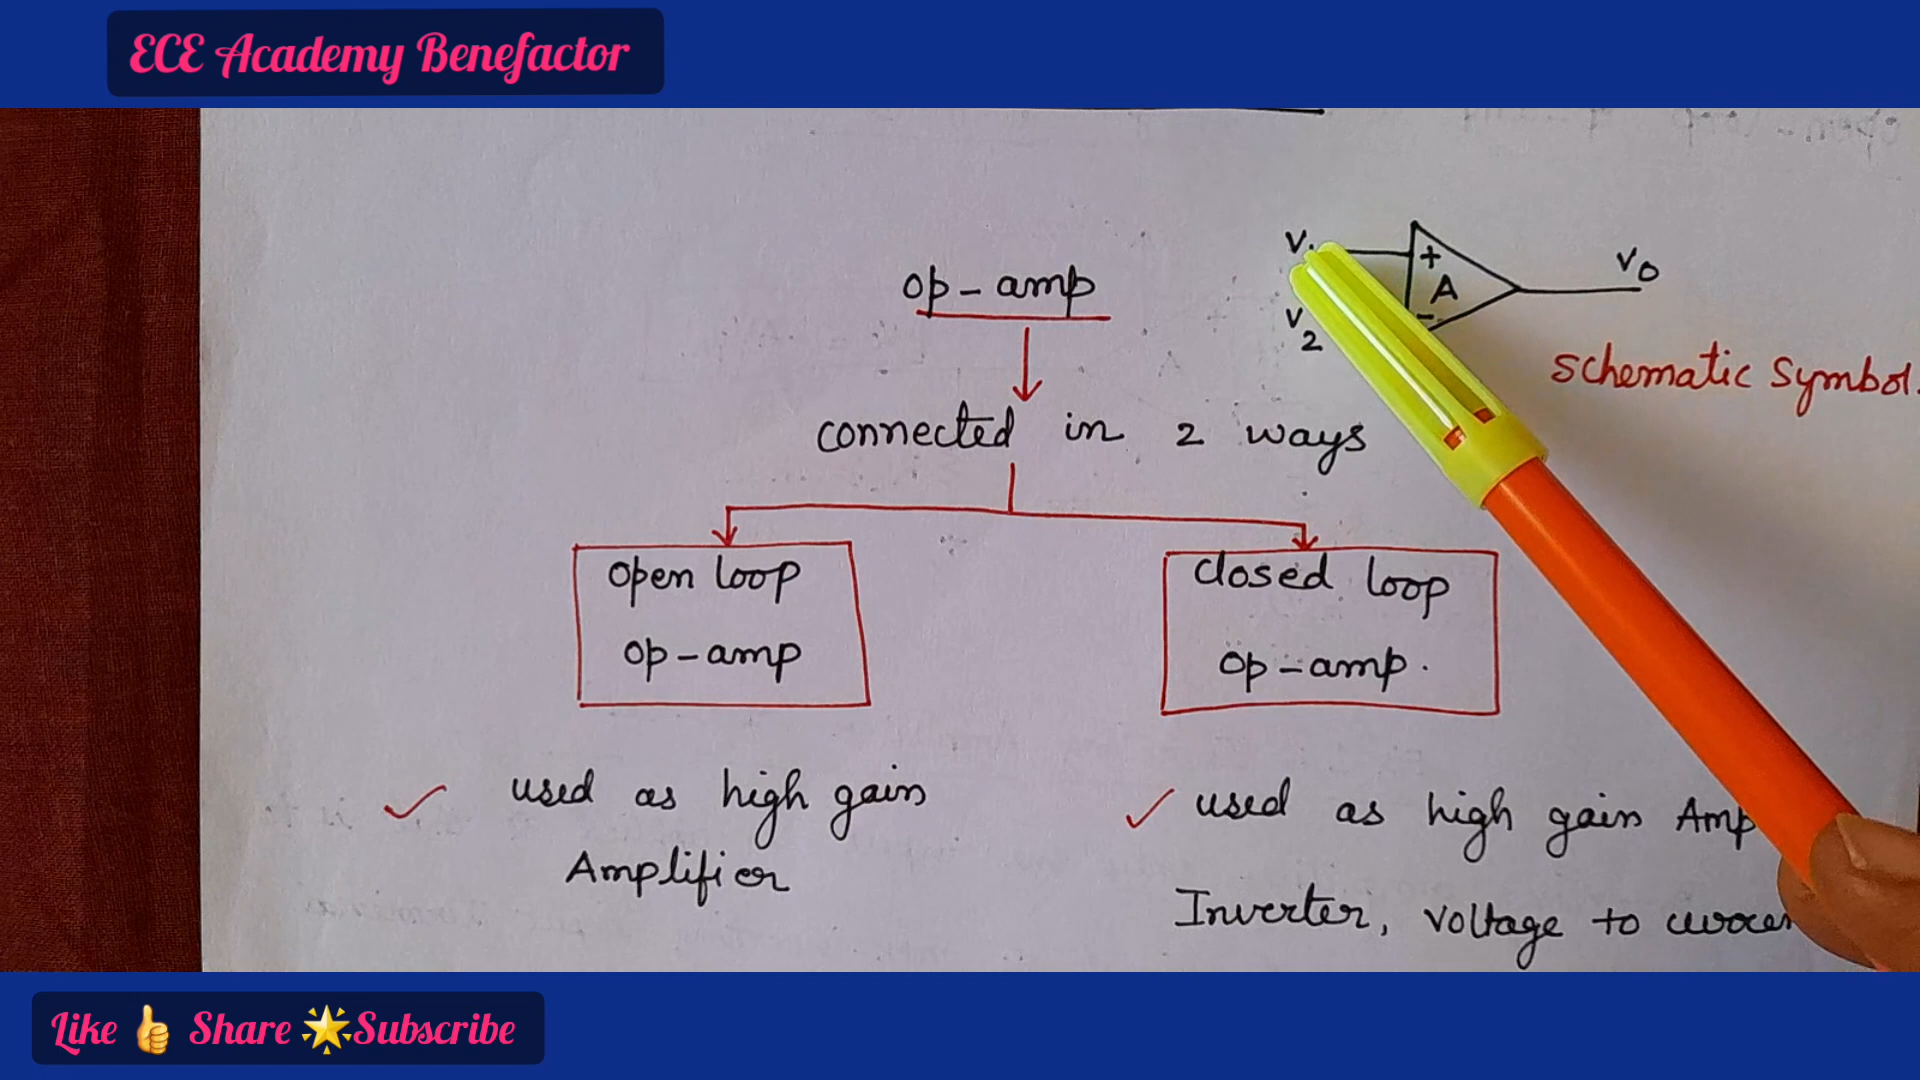 ECE Academy Benefactor
op-amp
V
V2
+
A
-
Vo
schematic symbol.
connected in 2 ways
open loop
op-amp
closed loop
op-amp.
✓ used as high gain
Amplifier
✓ used as high gain Amp
Inverter, voltage to
Like 👍 Share 🌟Subscribe